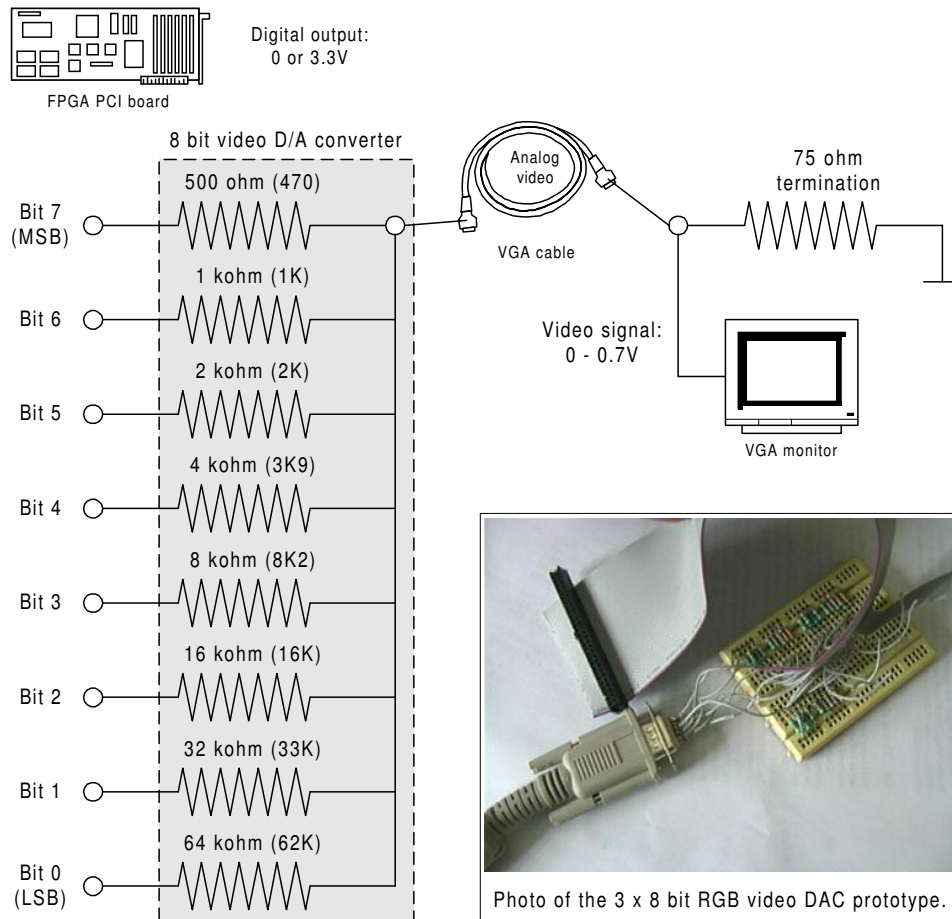 Digital output:
0 or 3.3V
FPGA PCI board
8 bit video D/A converter
500 ohm (470)
Bit 7
(MSB)
Analog
video
VGA cable
75 ohm
termination
1 kohm (1K)
Bit 6
Video signal:
0 - 0.7V
VGA monitor
2 kohm (2K)
Bit 5
4 kohm (3K9)
Bit 4
8 kohm (8K2)
Bit 3
16 kohm (16K)
Bit 2
32 kohm (33K)
Bit 1
64 kohm (62K)
Bit 0
(LSB)
Photo of the 3 x 8 bit RGB video DAC prototype.